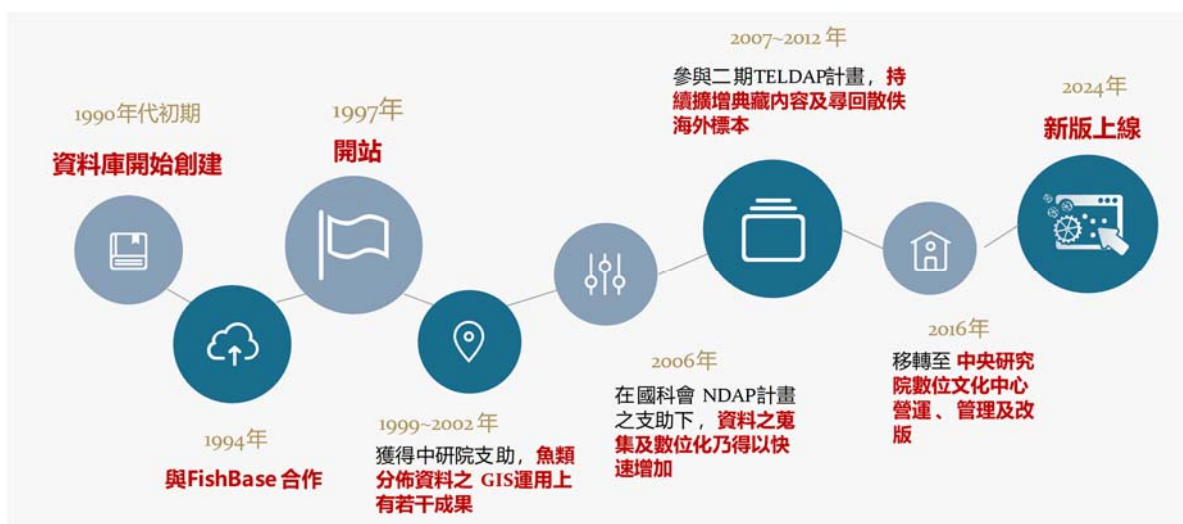 1990年代初期
資料庫開始創建
1994年
與FishBase 合作
1997年
開站
1999~2002 年
獲得中研院支助，魚類
分佈資料之 GIS運用上
有若干成果
2006年
在國科會 NDAP計畫
之支助下，資料之蒐
集及數位化乃得以快
速增加
2007~2012 年
參與二期TELDAP計畫，持
續擴增典藏內容及尋回散佚
海外標本
2016年
移轉至 中央研究
院數位文化中心
營運、管理及改
版
2024年
新版上線